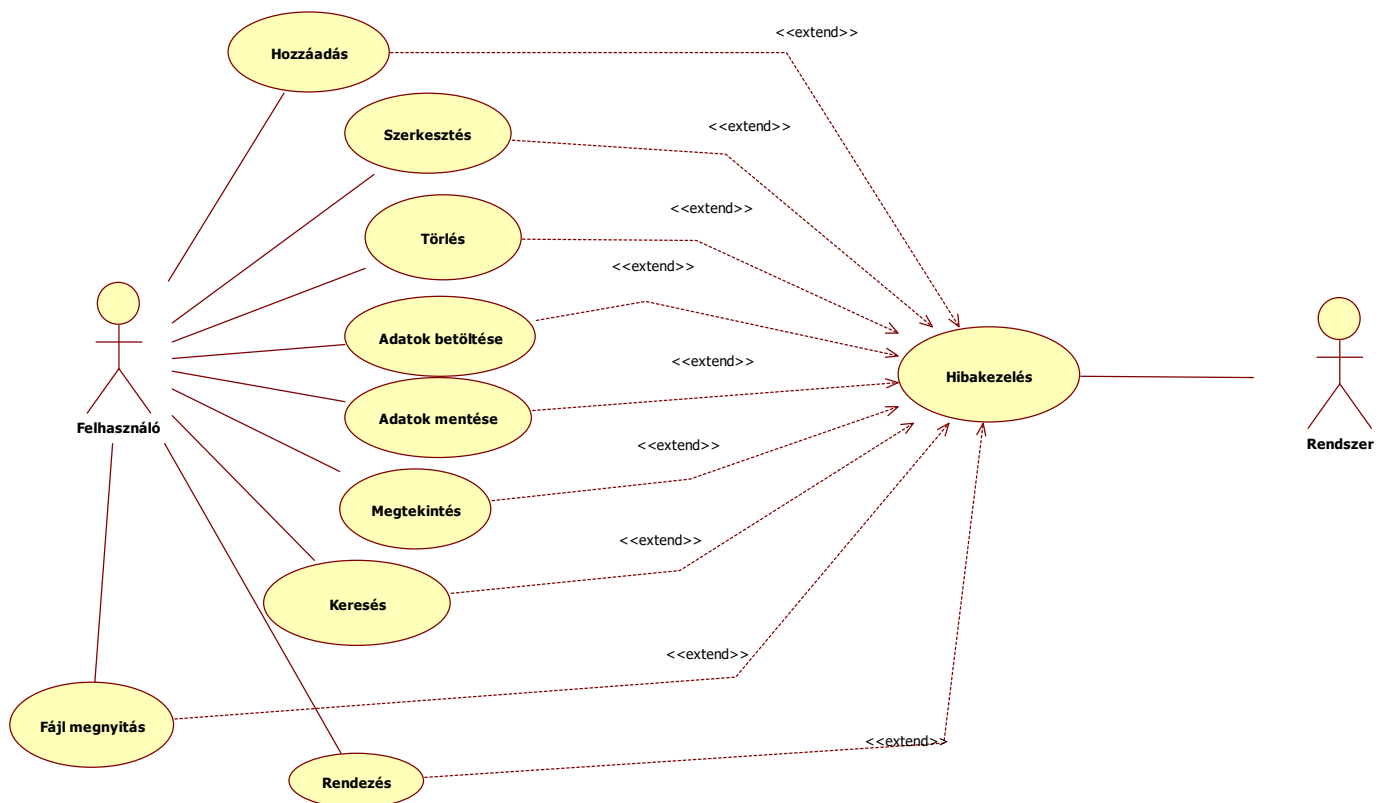 Hozzáadás
<<extend>>
Szerkesztés
<<extend>>
Törlés
<<extend>>
<<extend>>
Adatok betöltése
<<extend>>
Hibakezelés
Adatok mentése
Felhasználó
<<extend>>
Rendszer
Megtekintés
<<extend>>
Keresés
<<extend>>
Fájl megnyitás
<<extend>>
Rendezés